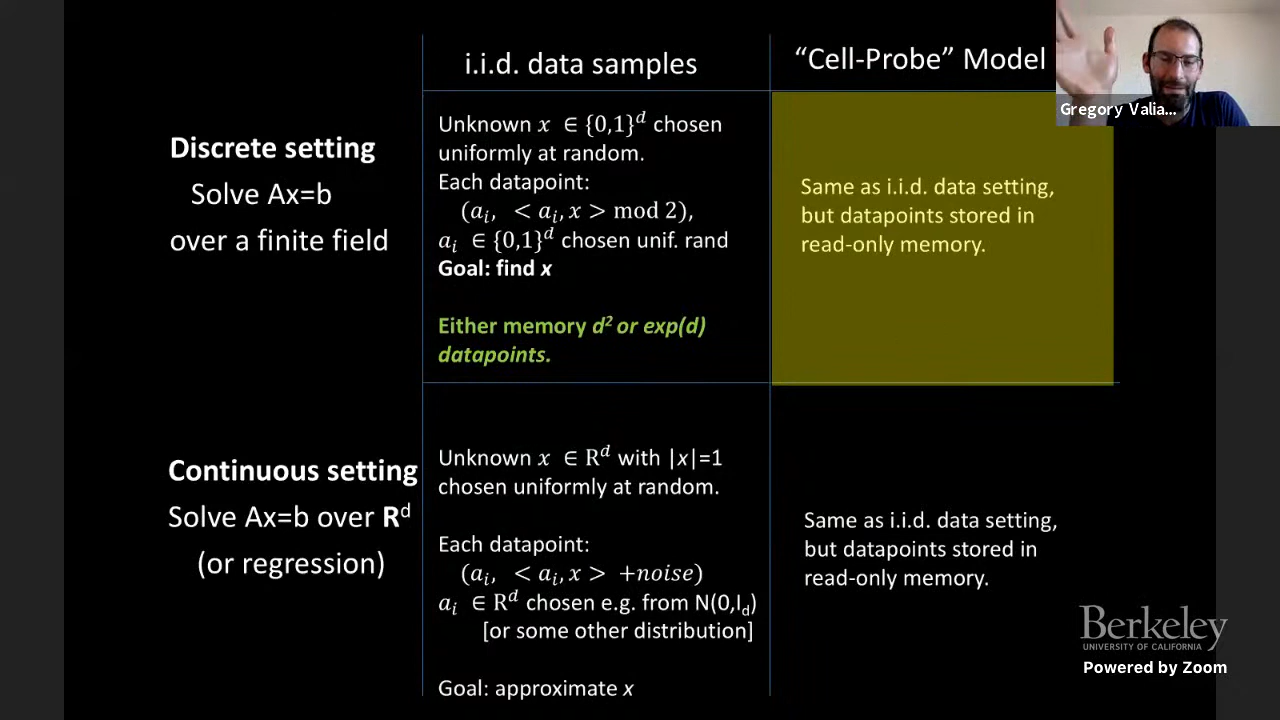 i.i.d. data samples
“Cell-Probe” Model
Gregory Valia...
Discrete setting
Solve Ax=b
over a finite field
Unknown x ∈ {0,1}^d chosen
uniformly at random.
Each datapoint:
(a_i, < a_i, x > mod 2),
a_i ∈ {0,1}^d chosen unif. rand
Goal: find x
Either memory d² or exp(d)
datapoints.
Same as i.i.d. data setting,
but datapoints stored in
read-only memory.
Continuous setting
Solve Ax=b over R^d
(or regression)
Unknown x ∈ R^d with |x|=1
chosen uniformly at random.
Each datapoint:
(a_i, < a_i, x > +noise)
a_i ∈ R^d chosen e.g. from N(0,I_d)
[or some other distribution]
Goal: approximate x
Same as i.i.d. data setting,
but datapoints stored in
read-only memory.
Berkeley
UNIVERSITY OF CALIFORNIA
Powered by Zoom